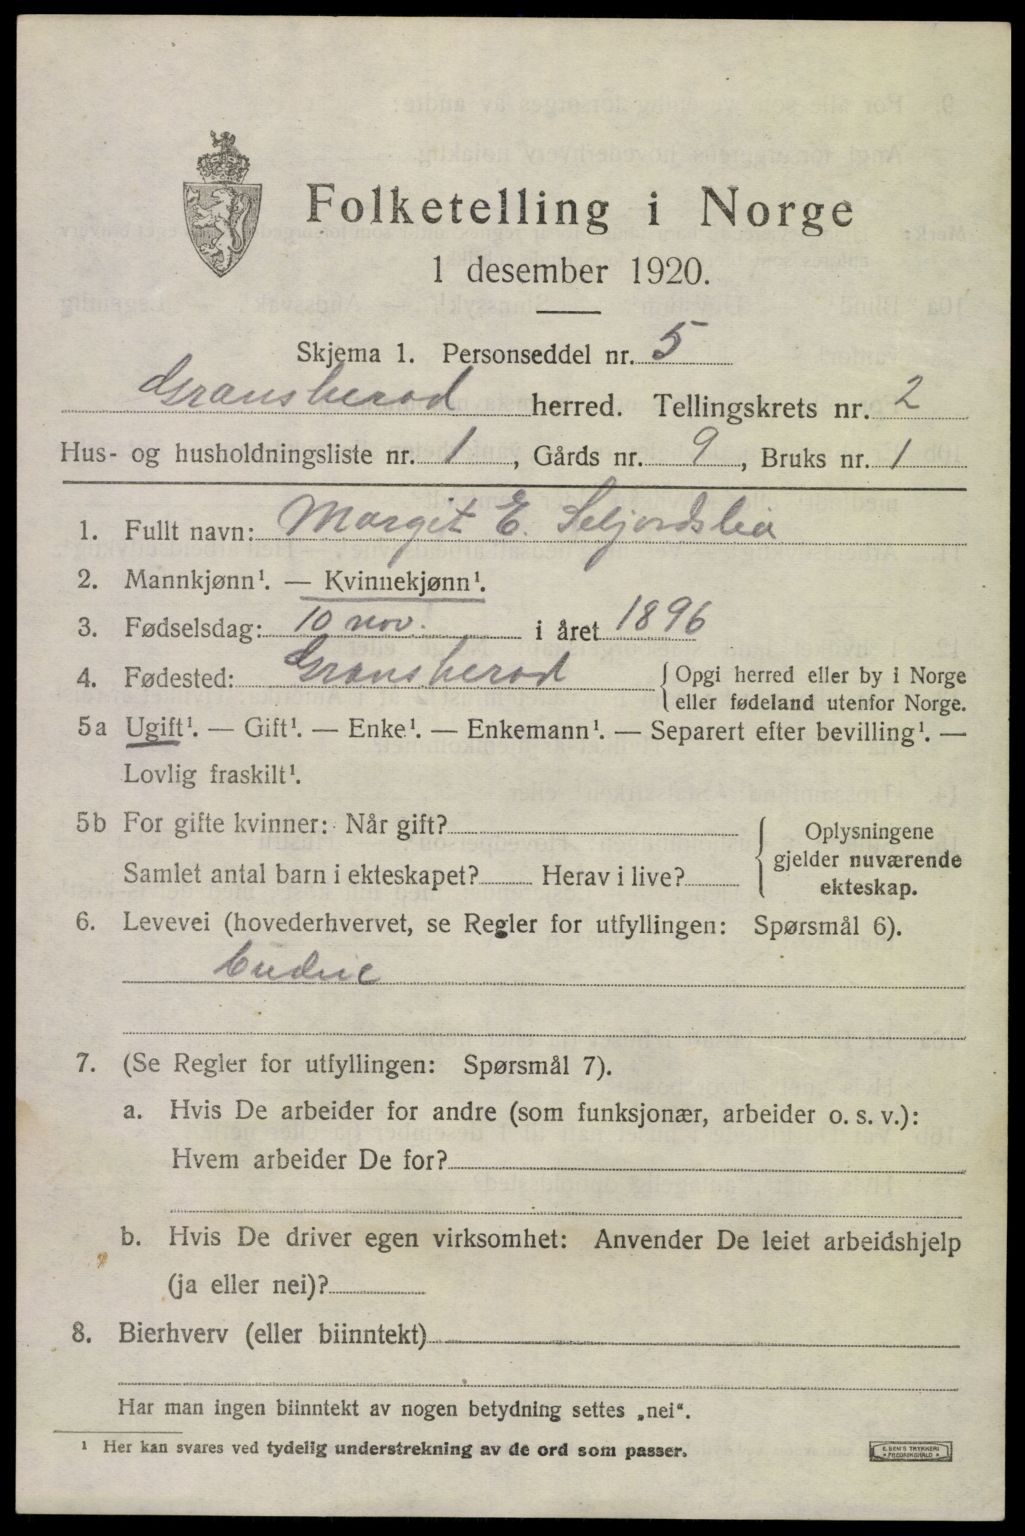 Folketelling i Norge
1 desember 1920.
Skjema 1. Personseddel nr. 5
Gransherad herred. Tellingskrets nr. 2
Hus- og husholdningsliste nr. 1, Gårds nr. 9, Bruks nr. 1
1. Fullt navn: Margit E. Seljordslia
2. Mannkjønn¹. — Kvinnekjønn¹.
3. Fødselsdag: 10 nov. i året 1896
4. Fødested: Gransherad { Opgi herred eller by i Norge
eller fødeland utenfor Norge.
5a Ugift¹. — Gift¹. — Enke¹. — Enkemann¹. — Separert efter bevilling¹. —
Lovlig fraskilt¹.
5b For gifte kvinner: Når gift?
Samlet antal barn i ekteskapet? Herav i live?
{ Oplysningene
gjelder nuværende
ekteskap.
6. Levevei (hovederhvervet, se Regler for utfyllingen: Spørsmål 6).
7. (Se Regler for utfyllingen: Spørsmål 7).
a. Hvis De arbeider for andre (som funksjonær, arbeider o. s. v.):
Hvem arbeider De for?
b. Hvis De driver egen virksomhet: Anvender De leiet arbeidshjelp
(ja eller nei)?
8. Bierhverv (eller biinntekt)
Har man ingen biinntekt av nogen betydning settes „nei“.
¹ Her kan svares ved tydelig understrekning av de ord som passer.
E. SEM'S TRYKKERI
FREDRIKSHALD